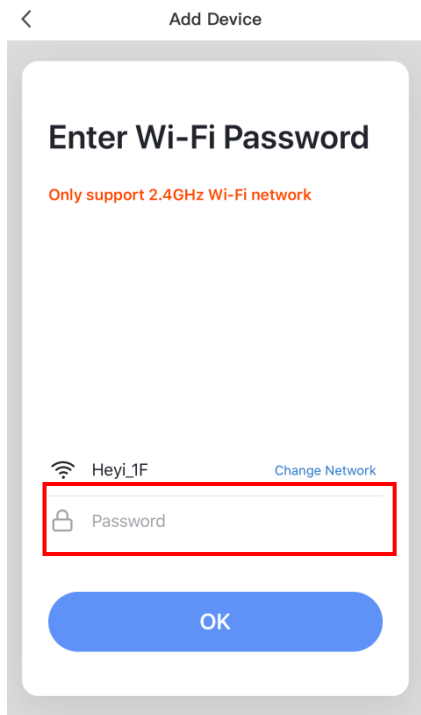 Add Device
Enter Wi-Fi Password
Only support 2.4GHz Wi-Fi network
Heyi_1F Change Network
Password
OK